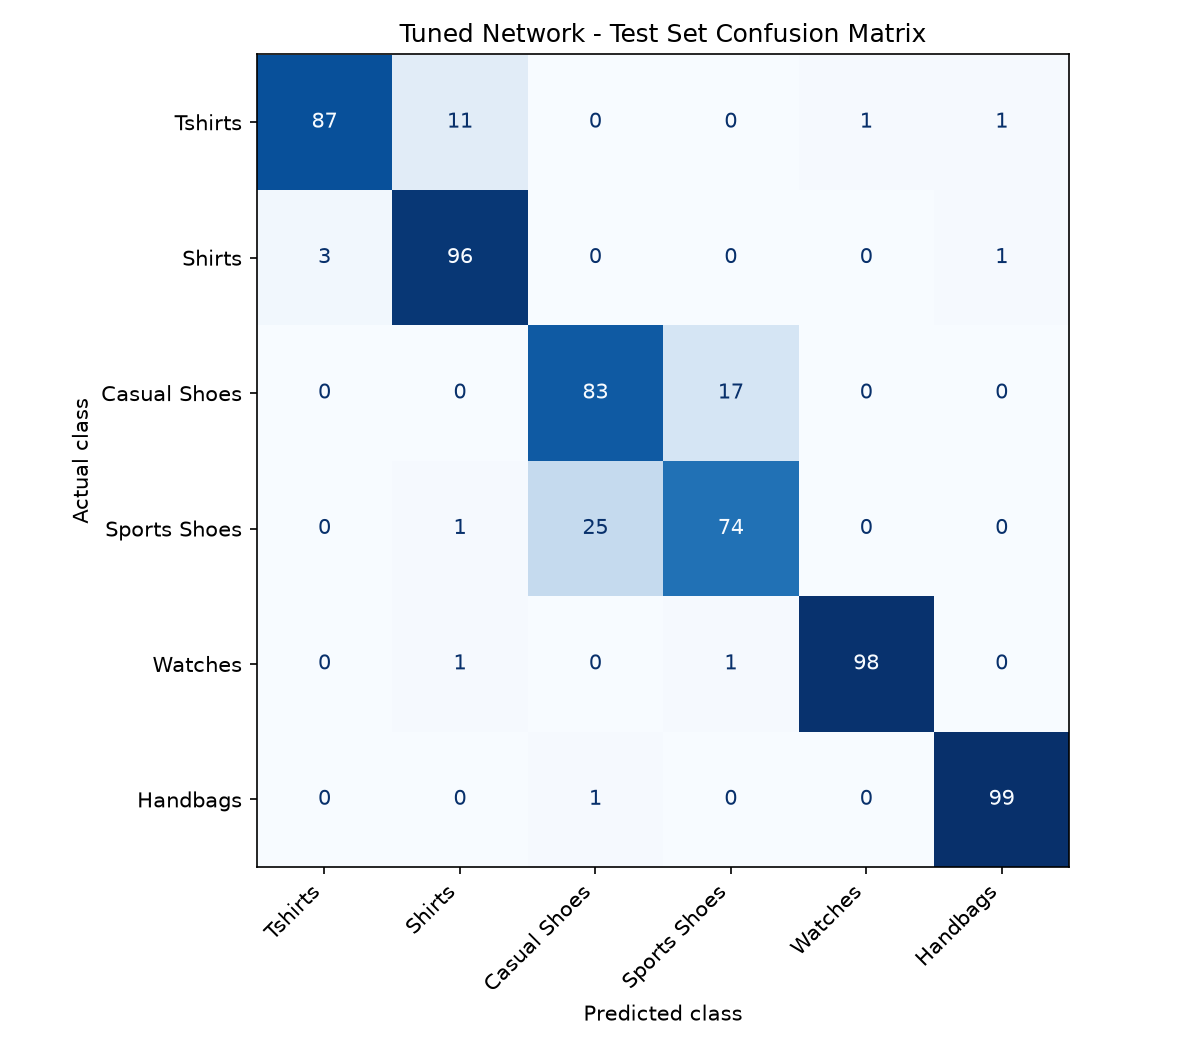 Tuned Network - Test Set Confusion Matrix
Tshirts 87 11 0 0 1 1
Shirts 3 96 0 0 0 1
Casual Shoes 0 0 83 17 0 0
Actual class
Sports Shoes 0 1 25 74 0 0
Watches 0 1 0 1 98 0
Handbags 0 0 1 0 0 99
Tshirts Shirts Casual Shoes Sports Shoes Watches Handbags
Predicted class